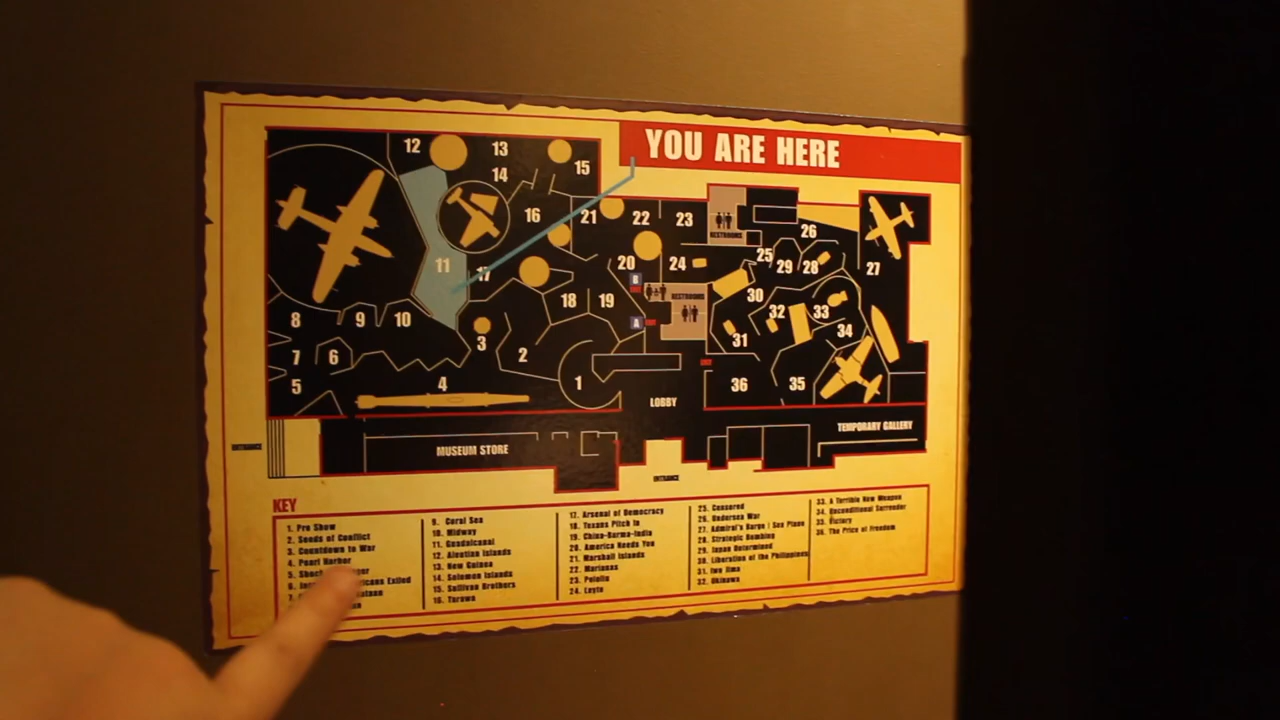 YOU ARE HERE
12
13
14
15
16
21
22
23
RESTROOMS
26
11
17
20
B
24
25
29
28
27
8
9
10
18
19
A
RESTROOMS
30
32
33
34
31
7
6
5
3
2
4
1
36
35
LOBBY
MUSEUM STORE
TEMPORARY GALLERY
ENTRANCE
ENTRANCE
KEY
1. Pre Show
2. Seeds of Conflict
3. Countdown to War
4. Pearl Harbor
5.
6.
7.
9. Coral Sea
10. Midway
11. Guadalcanal
12. Aleutian Islands
13. New Guinea
14. Solomon Islands
15. Sullivan Brothers
16. Tarawa
17. Arsenal of Democracy
18. Texans Pitch In
19. China-Burma-India
20. America Needs You
21. Marshall Islands
22. Marianas
23. Peleliu
24. Leyte
25. Censored
26. Undersea War
27. Admiral's Barge | Sea Plane
28. Strategic Bombing
29. Japan Determined
30. Liberation of the Philippines
31. Iwo Jima
32. Okinawa
33. A Terrible New Weapon
34. Unconditional Surrender
35. Victory
36. The Price of Freedom